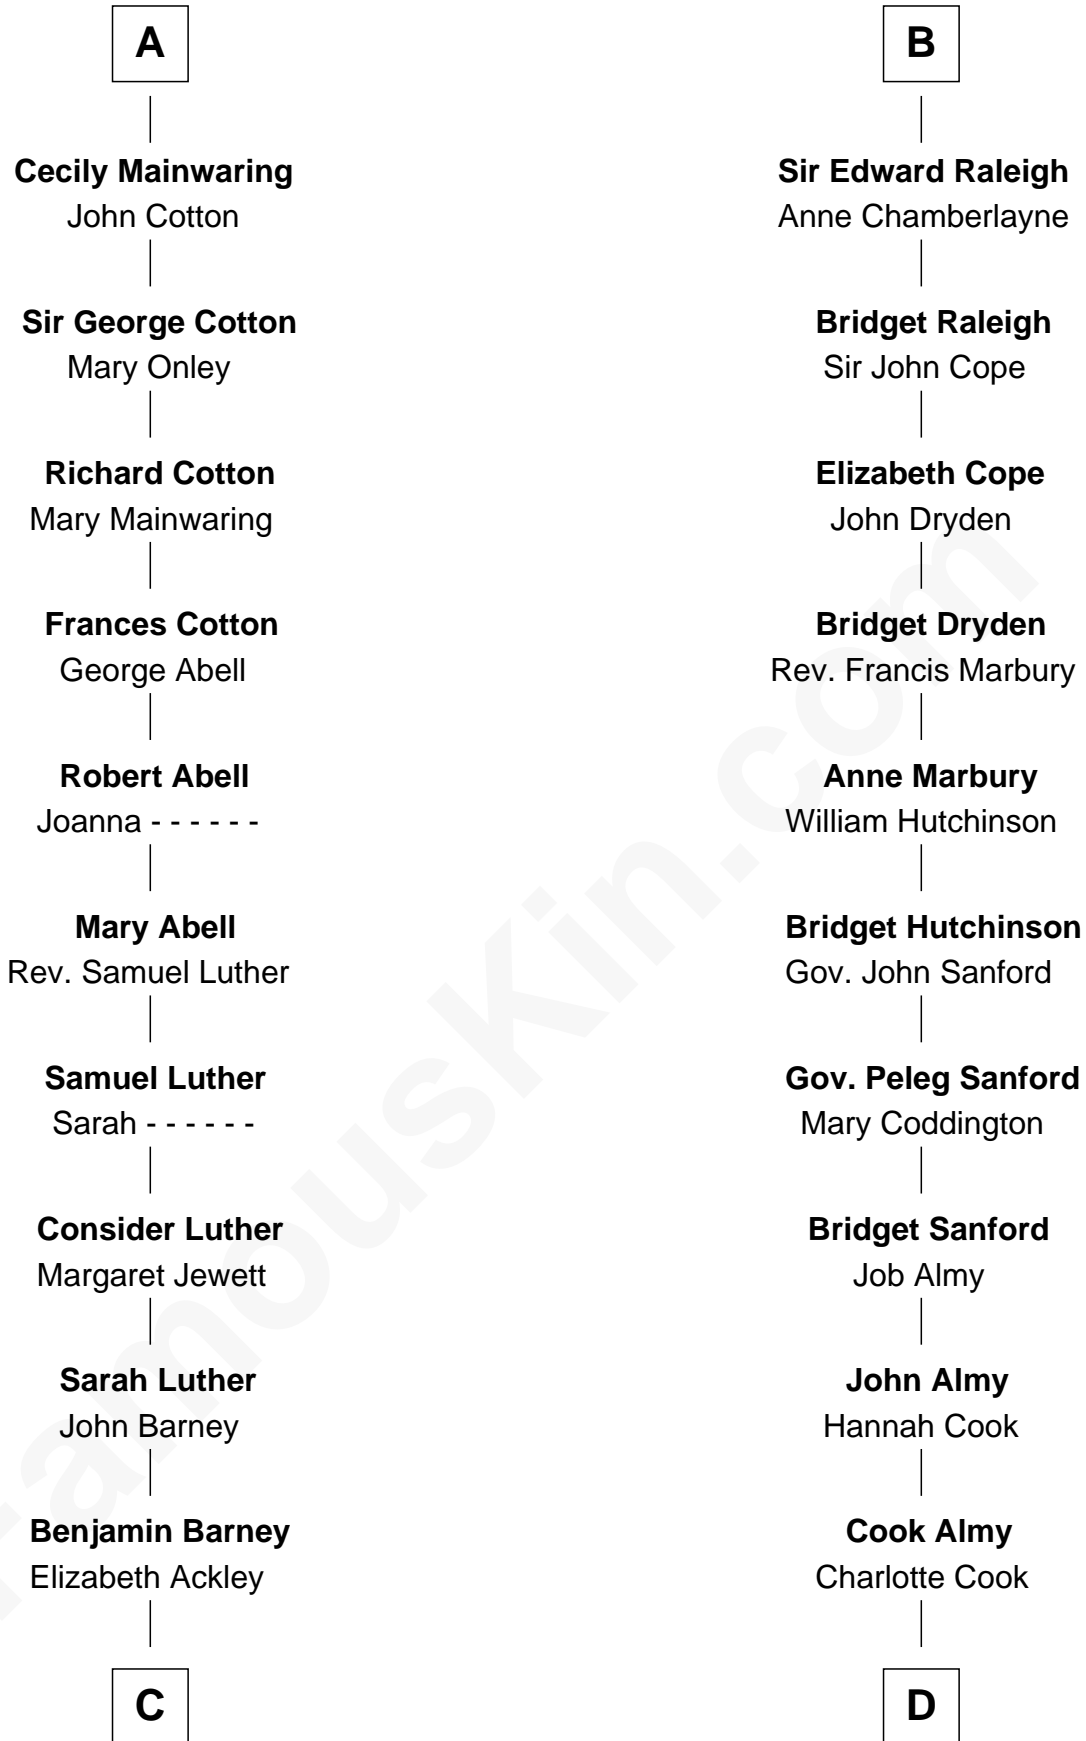 A
Cecily Mainwaring
John Cotton
Sir George Cotton
Mary Onley
Richard Cotton
Mary Mainwaring
Frances Cotton
George Abell
Robert Abell
Joanna - - - - - -
Mary Abell
Rev. Samuel Luther
Samuel Luther
Sarah - - - - - -
Consider Luther
Margaret Jewett
Sarah Luther
John Barney
Benjamin Barney
Elizabeth Ackley
C
B
Sir Edward Raleigh
Anne Chamberlayne
Bridget Raleigh
Sir John Cope
Elizabeth Cope
John Dryden
Bridget Dryden
Rev. Francis Marbury
Anne Marbury
William Hutchinson
Bridget Hutchinson
Gov. John Sanford
Gov. Peleg Sanford
Mary Coddington
Bridget Sanford
Job Almy
John Almy
Hannah Cook
Cook Almy
Charlotte Cook
D
FamousKin.com